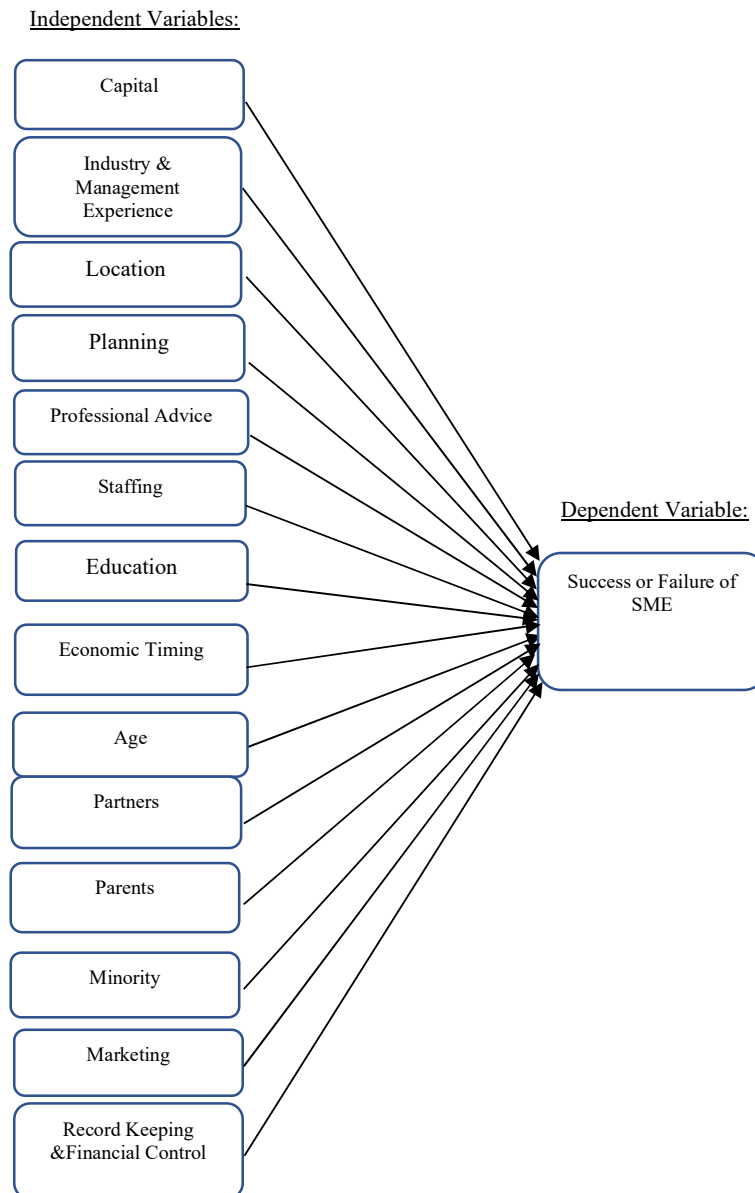 Independent Variables:
Capital
Industry &
Management
Experience
Location
Planning
Professional Advice
Staffing
Education
Economic Timing
Age
Partners
Parents
Minority
Marketing
Record Keeping
&Financial Control
Dependent Variable:
Success or Failure of
SME